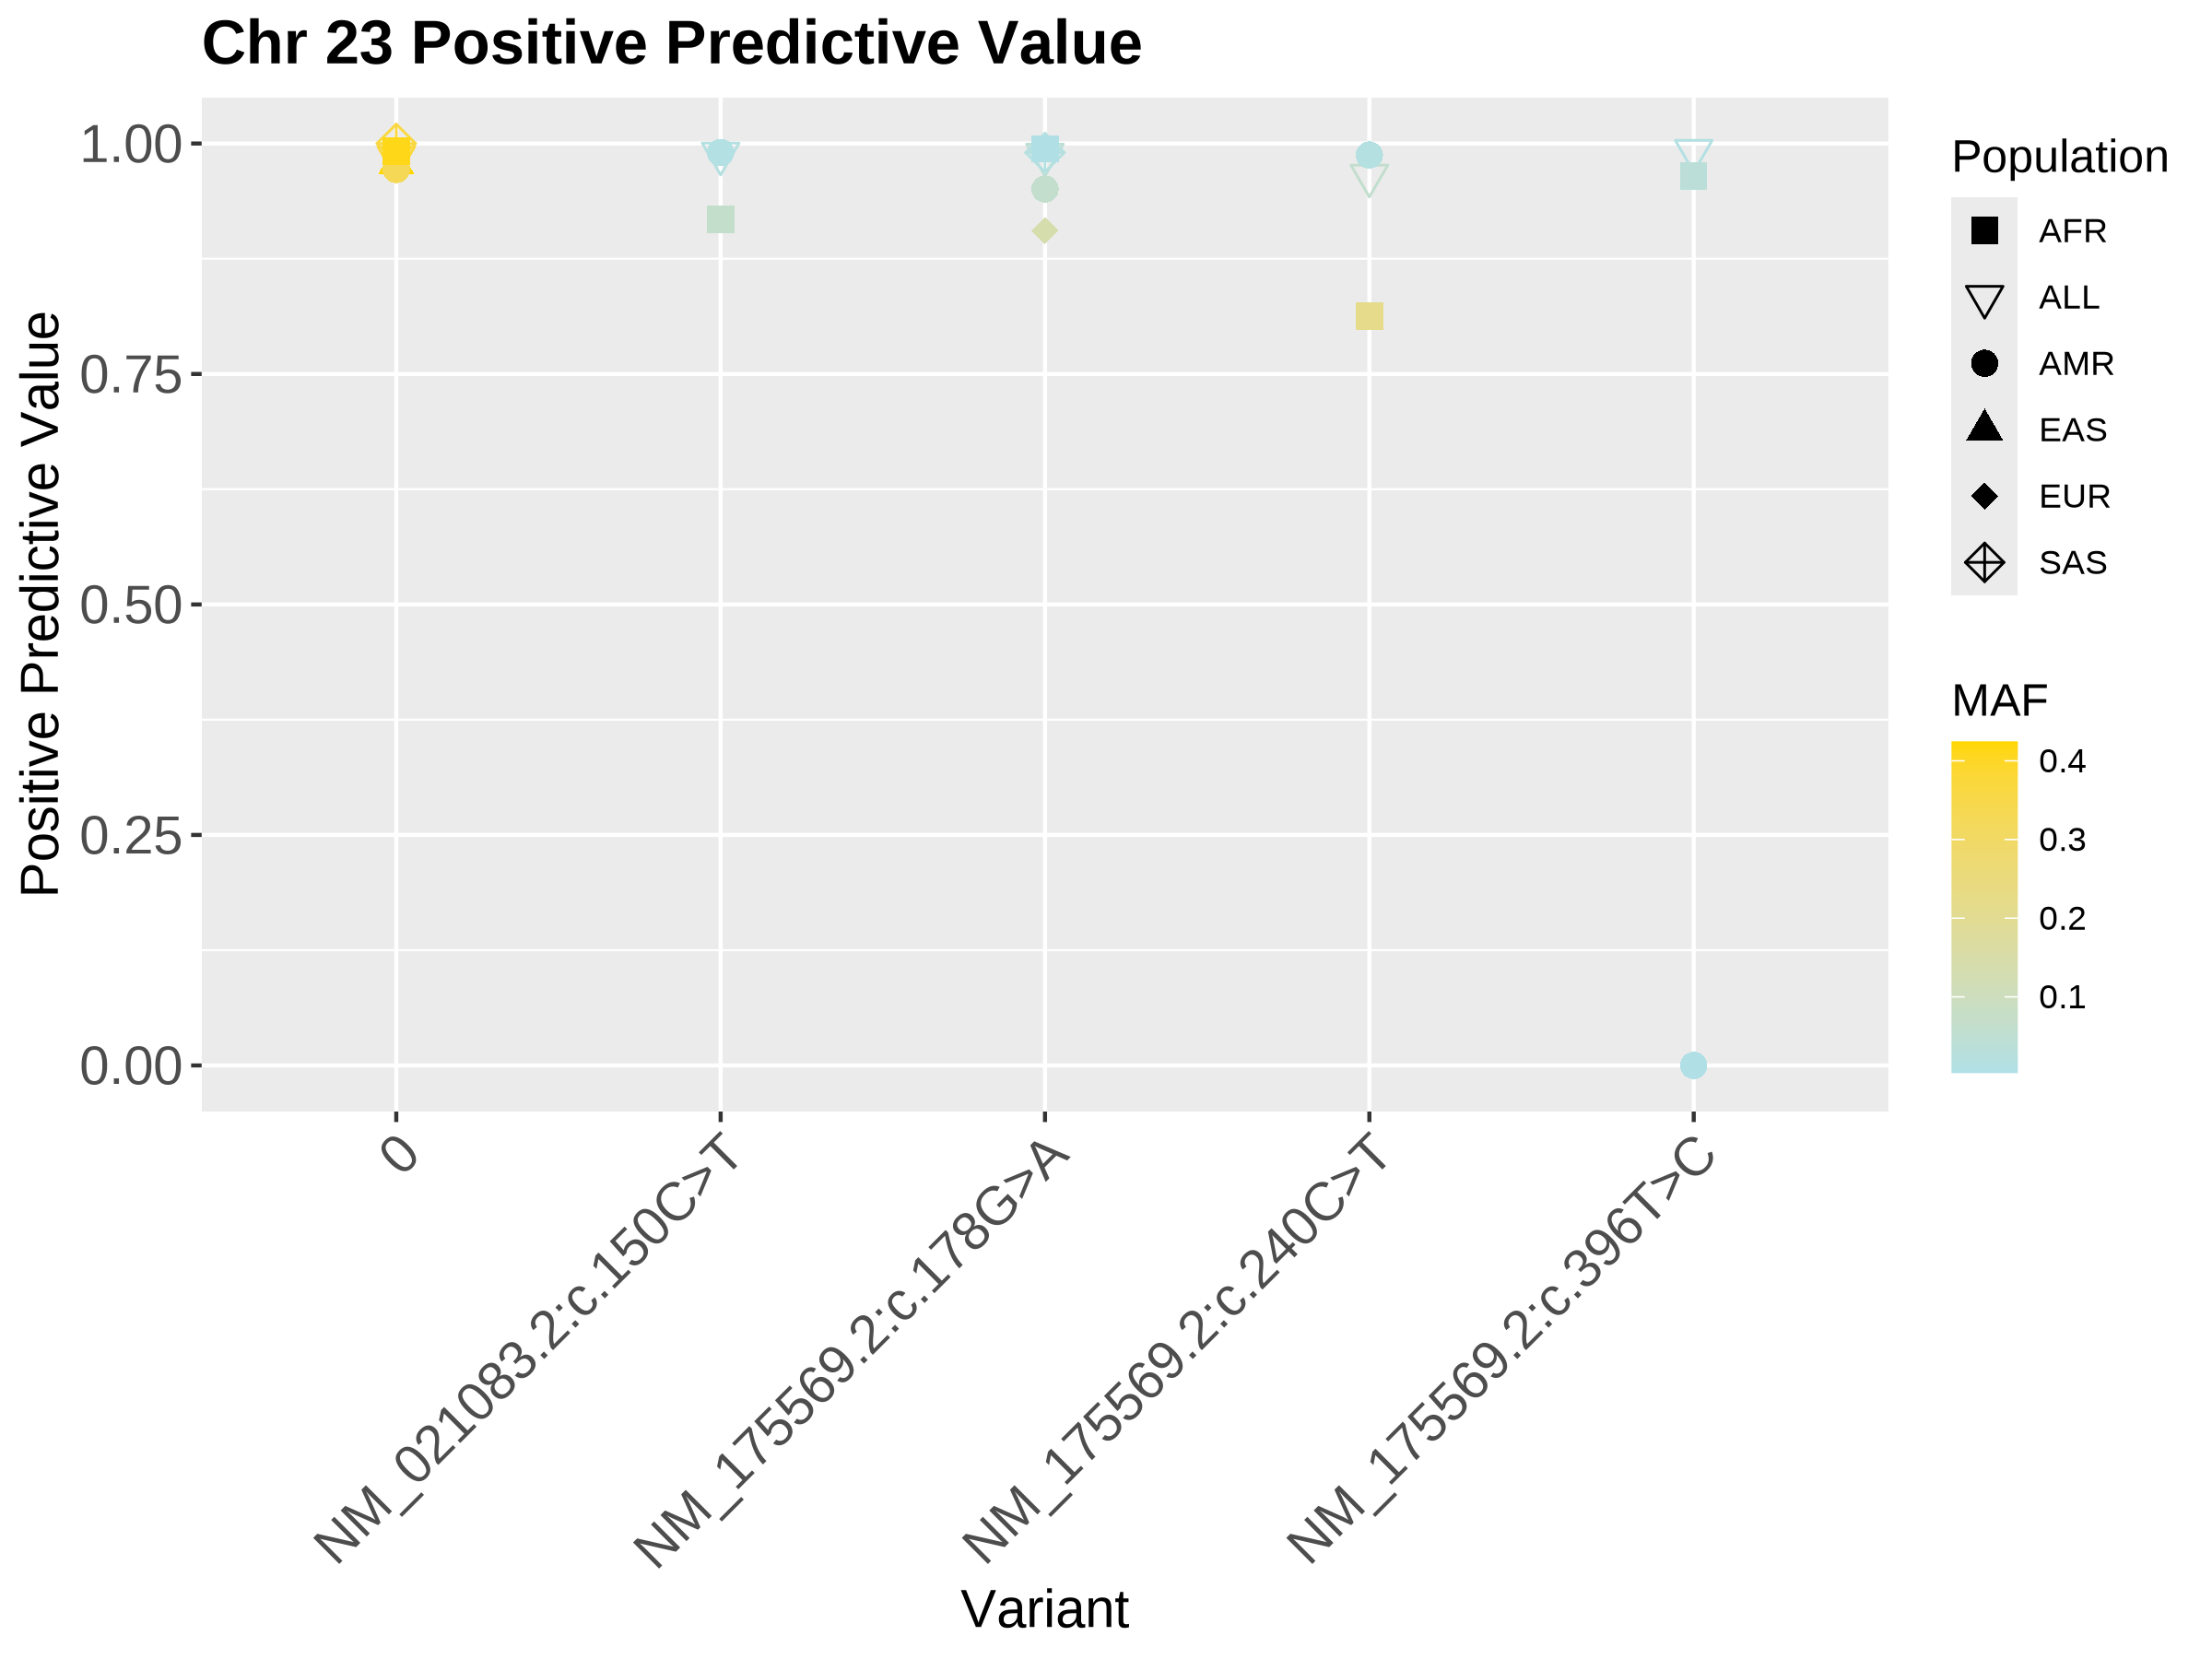 Chr 23 Positive Predictive Value
Positive Predictive Value
1.00
0.75
0.50
0.25
0.00
0
NM_021083.2:c.150C>T
NM_175569.2:c.178G>A
NM_175569.2:c.240C>T
NM_175569.2:c.396T>C
Variant
Population
AFR
ALL
AMR
EAS
EUR
SAS
MAF
0.4
0.3
0.2
0.1